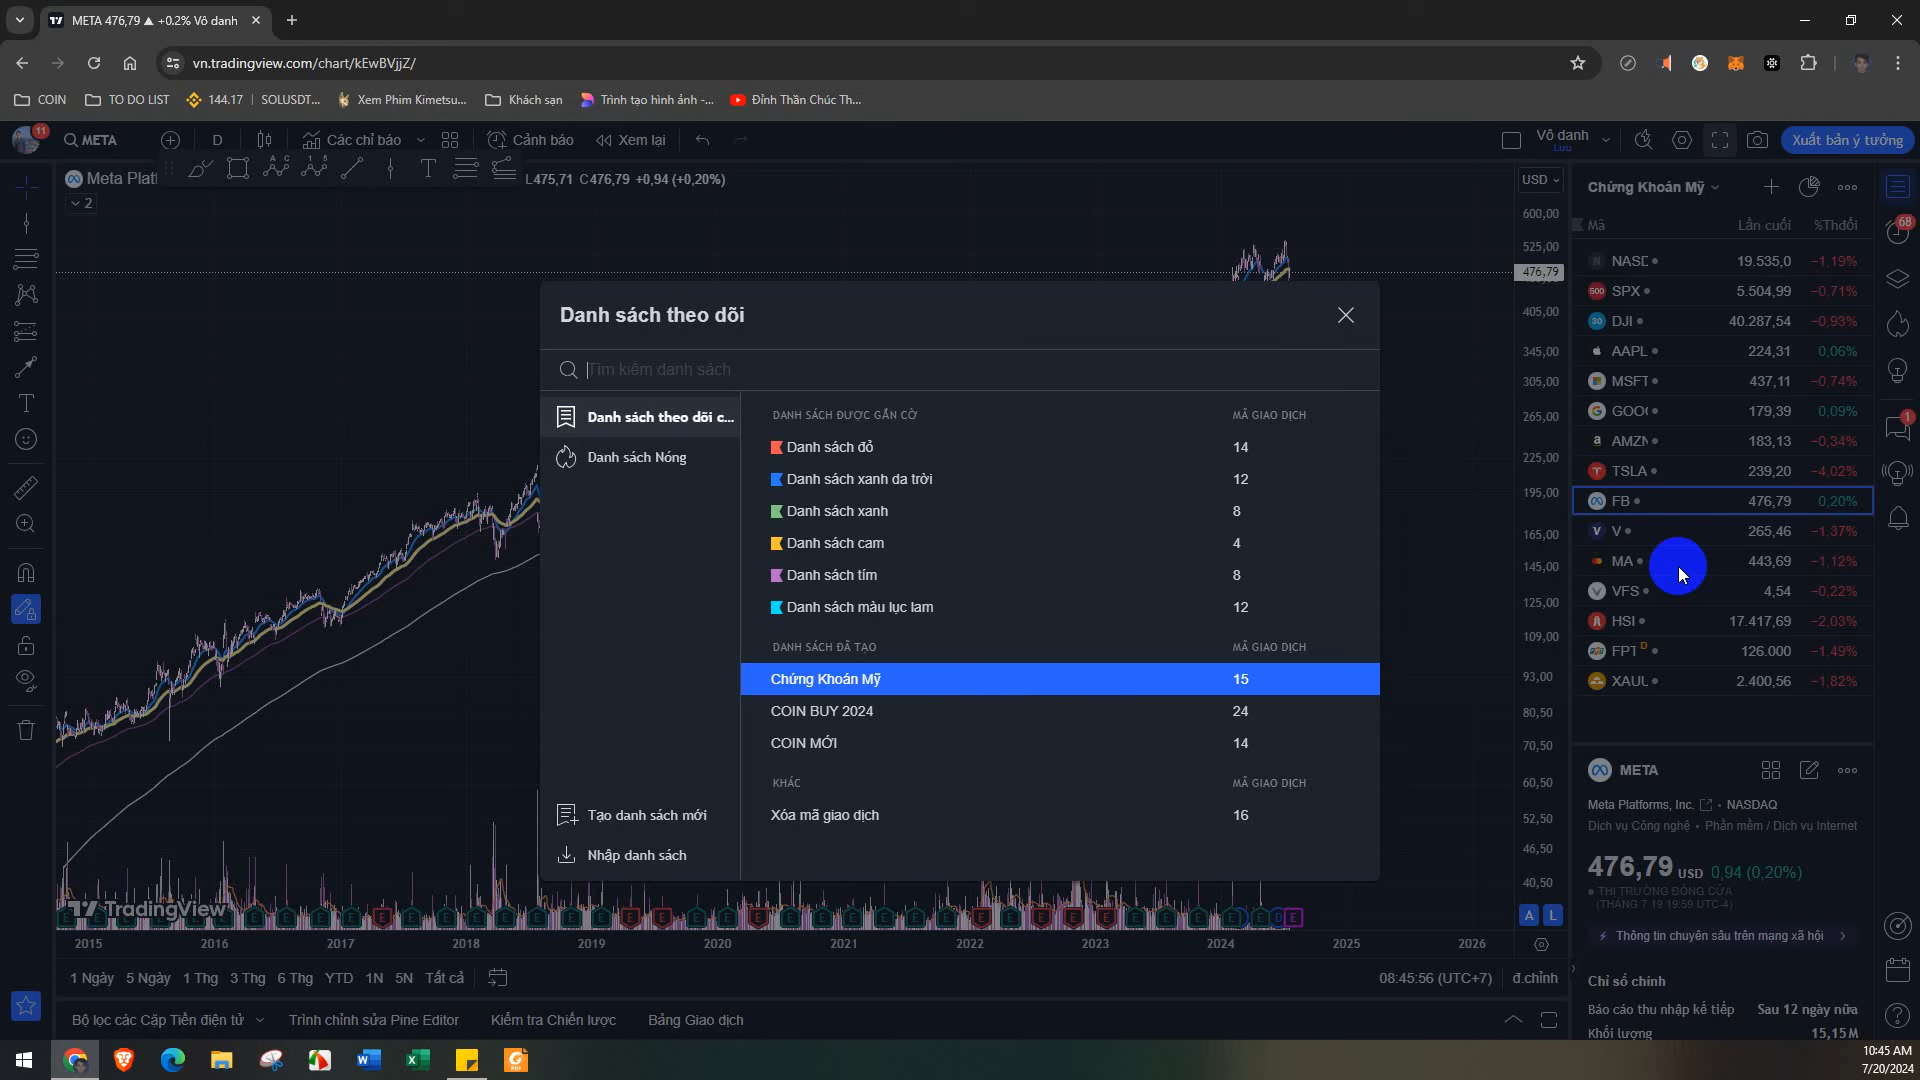 META 476,79 ▲ +0.2% Vô danh
vn.tradingview.com/chart/kEwBVjjZ/
COIN TO DO LIST 144.17 | SOLUSDT... Xem Phim Kimetsu... Khách sạn Trình tạo hình ảnh -... Đỉnh Thần Chúc Th...
11 META D Các chỉ báo Cảnh báo Xem lại Vô danh Xuất bản ý tưởng
Lưu
Meta Platf L475,71 C476,79 +0,94 (+0,20%) USD
2
600,00
525,00
476,79
405,00
345,00
305,00
265,00
225,00
195,00
165,00
145,00
125,00
109,00
93,00
80,50
70,50
60,50
52,50
46,50
40,50
A L
Danh sách theo dõi
Tìm kiếm danh sách
Danh sách theo dõi c...
Danh sách Nóng
Tạo danh sách mới
Nhập danh sách
DANH SÁCH ĐƯỢC GẮN CỜ MÃ GIAO DỊCH
Danh sách đỏ 14
Danh sách xanh da trời 12
Danh sách xanh 8
Danh sách cam 4
Danh sách tím 8
Danh sách màu lục lam 12
DANH SÁCH ĐÃ TẠO MÃ GIAO DỊCH
Chứng Khoán Mỹ 15
COIN BUY 2024 24
COIN MỚI 14
KHÁC MÃ GIAO DỊCH
Xóa mã giao dịch 16
TradingView
2015 2016 2017 2018 2019 2020 2021 2022 2023 2024 2025 2026
1 Ngày 5 Ngày 1 Thg 3 Thg 6 Thg YTD 1N 5N Tất cả 08:45:56 (UTC+7) đ.chỉnh
Bộ lọc các Cặp Tiền điện tử Trình chỉnh sửa Pine Editor Kiểm tra Chiến lược Bảng Giao dịch
Chứng Khoán Mỹ
Mã Lần cuối %Thđổi
NASD 19.535,0 −1,19%
SPX 5.504,99 −0,71%
DJI 40.287,54 −0,93%
AAPL 224,31 0,06%
MSFT 437,11 −0,74%
GOOG 179,39 0,09%
AMZN 183,13 −0,34%
TSLA 239,20 −4,02%
FB 476,79 0,20%
V 265,46 −1,37%
MA 443,69 −1,12%
VFS 4,54 −0,22%
HSI 17.417,69 −2,03%
FPT D 126.000 −1,49%
XAUU 2.400,56 −1,82%
68
1
META
Meta Platforms, Inc. • NASDAQ
Dịch vụ Công nghệ • Phần mềm / Dịch vụ Internet
476,79 USD 0,94 (0,20%)
THỊ TRƯỜNG ĐÓNG CỬA
(THÁNG 7 19 19:59 UTC-4)
Thông tin chuyên sâu trên mạng xã hội
Chỉ số chính
Báo cáo thu nhập kế tiếp Sau 12 ngày nữa
Khối lượng 15,15M
10:45 AM
7/20/2024